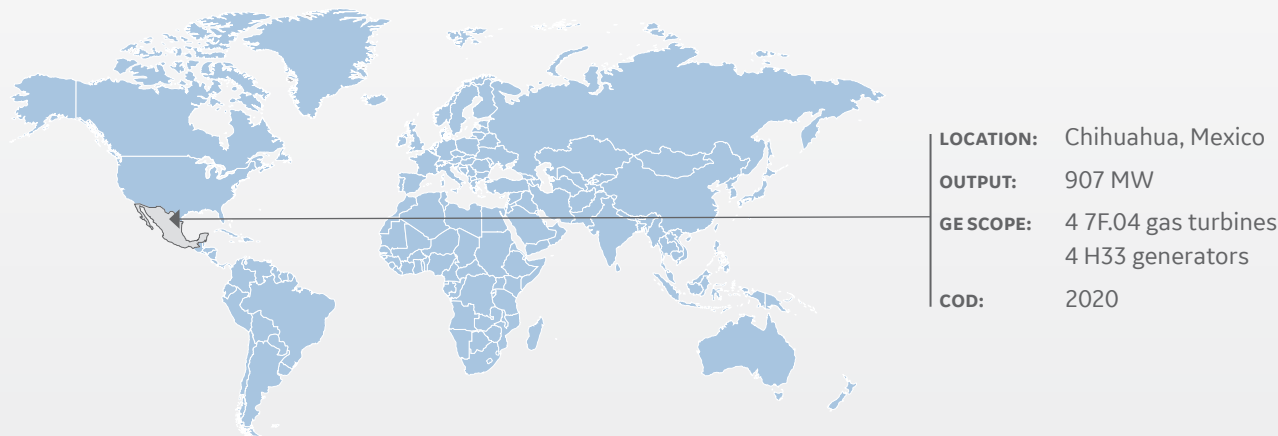 LOCATION: Chihuahua, Mexico
OUTPUT: 907 MW
GE SCOPE: 4 7F.04 gas turbines
4 H33 generators
COD: 2020